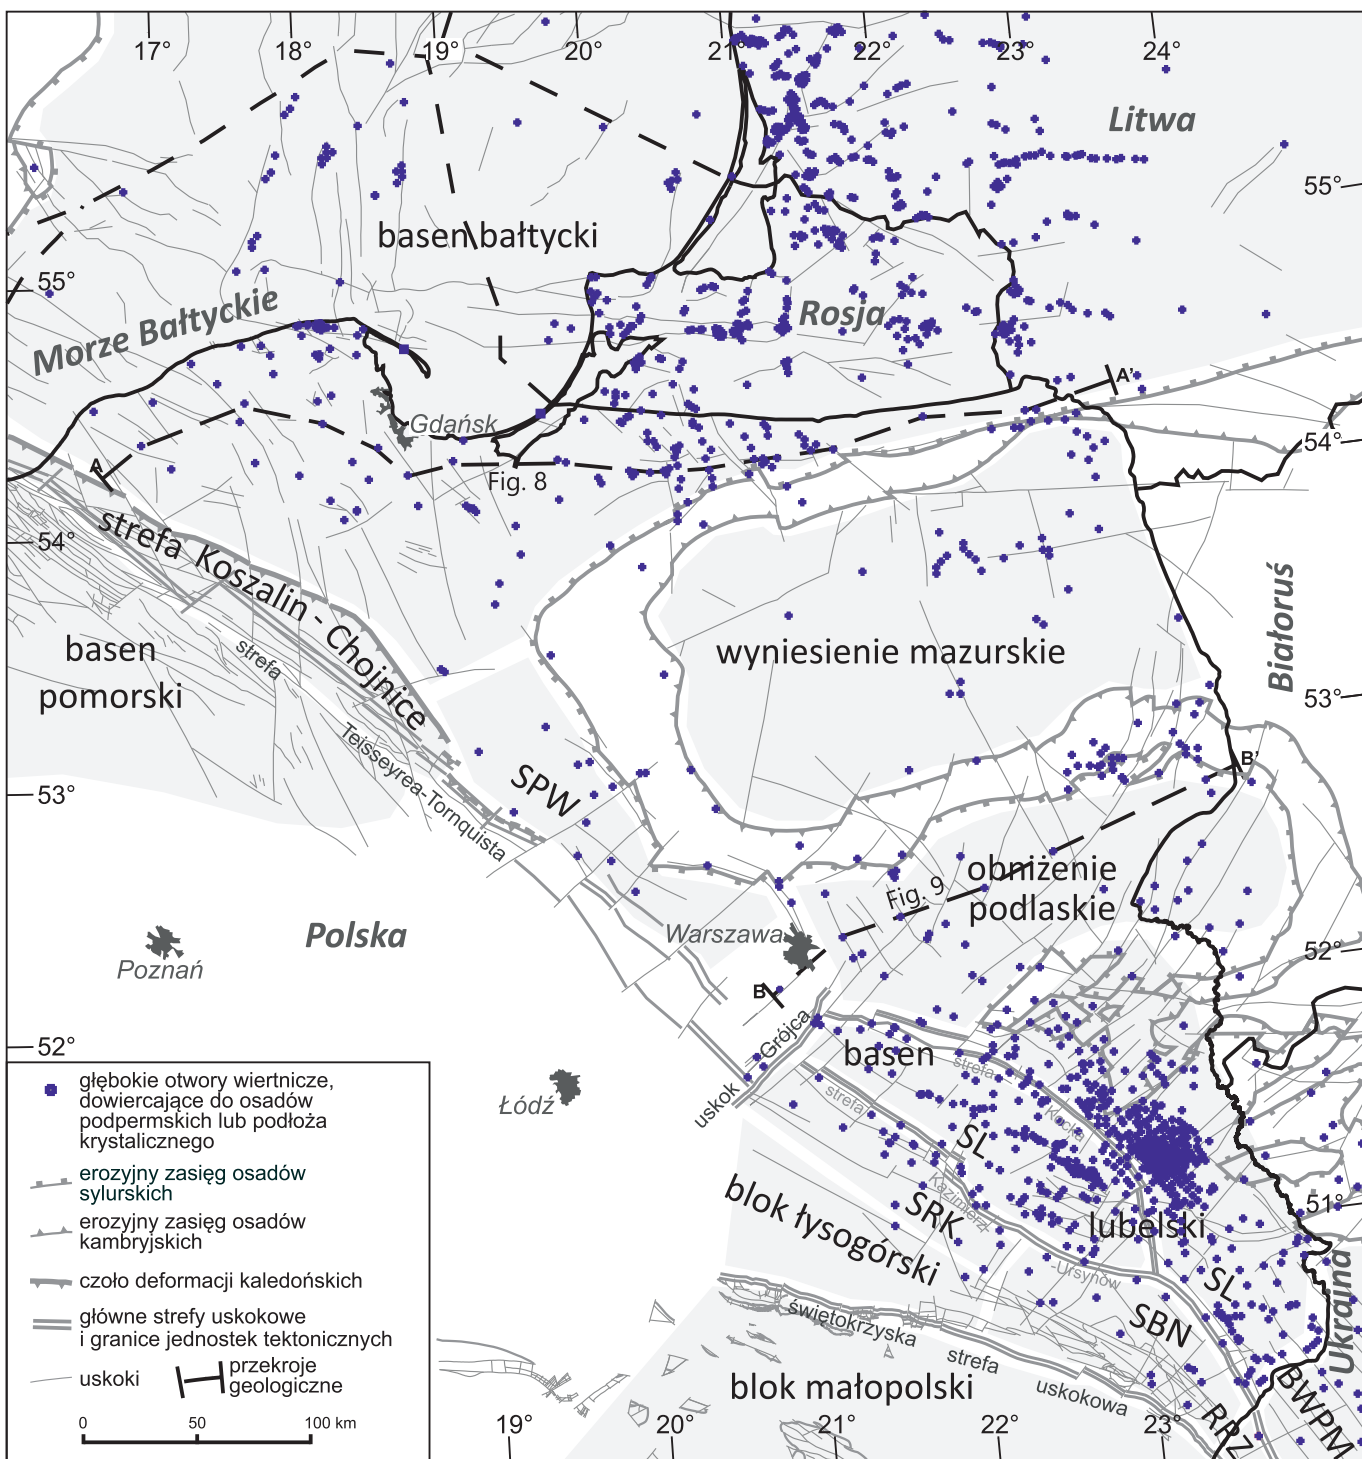 17° 18° 19° 20° 21° 22° 23° 24°
Litwa
55°
basen bałtycki
55°
Morze Bałtyckie
Rosja
A'
Gdańsk
54°
A
Fig. 8
strefa Koszalin - Chojnice
54°
Białoruś
basen
pomorski
strefa
wyniesienie mazurskie
53°
Teisseyrea-Tornquista
B'
SPW
53°
obniżenie
podlaskie
Fig. 9
Polska
Warszawa
52°
Poznań
B
uskok Grójca
52°
basen
strefa
Kocka
Łódź
strefa
SL
Kazimierz
-Ursynów
SRK
lubelski
51°
blok łysogórski
SL
Ukraina
SBN
świętokrzyska
strefa
uskokowa
blok małopolski
BWPM
RPZ
19° 20° 21° 22° 23°
głębokie otwory wiertnicze,
dowiercające do osadów
podpermskich lub podłoża
krystalicznego
erozyjny zasięg osadów
sylurskich
erozyjny zasięg osadów
kambryjskich
czoło deformacji kaledońskich
główne strefy uskokowe
i granice jednostek tektonicznych
uskoki
przekroje
geologiczne
0 50 100 km